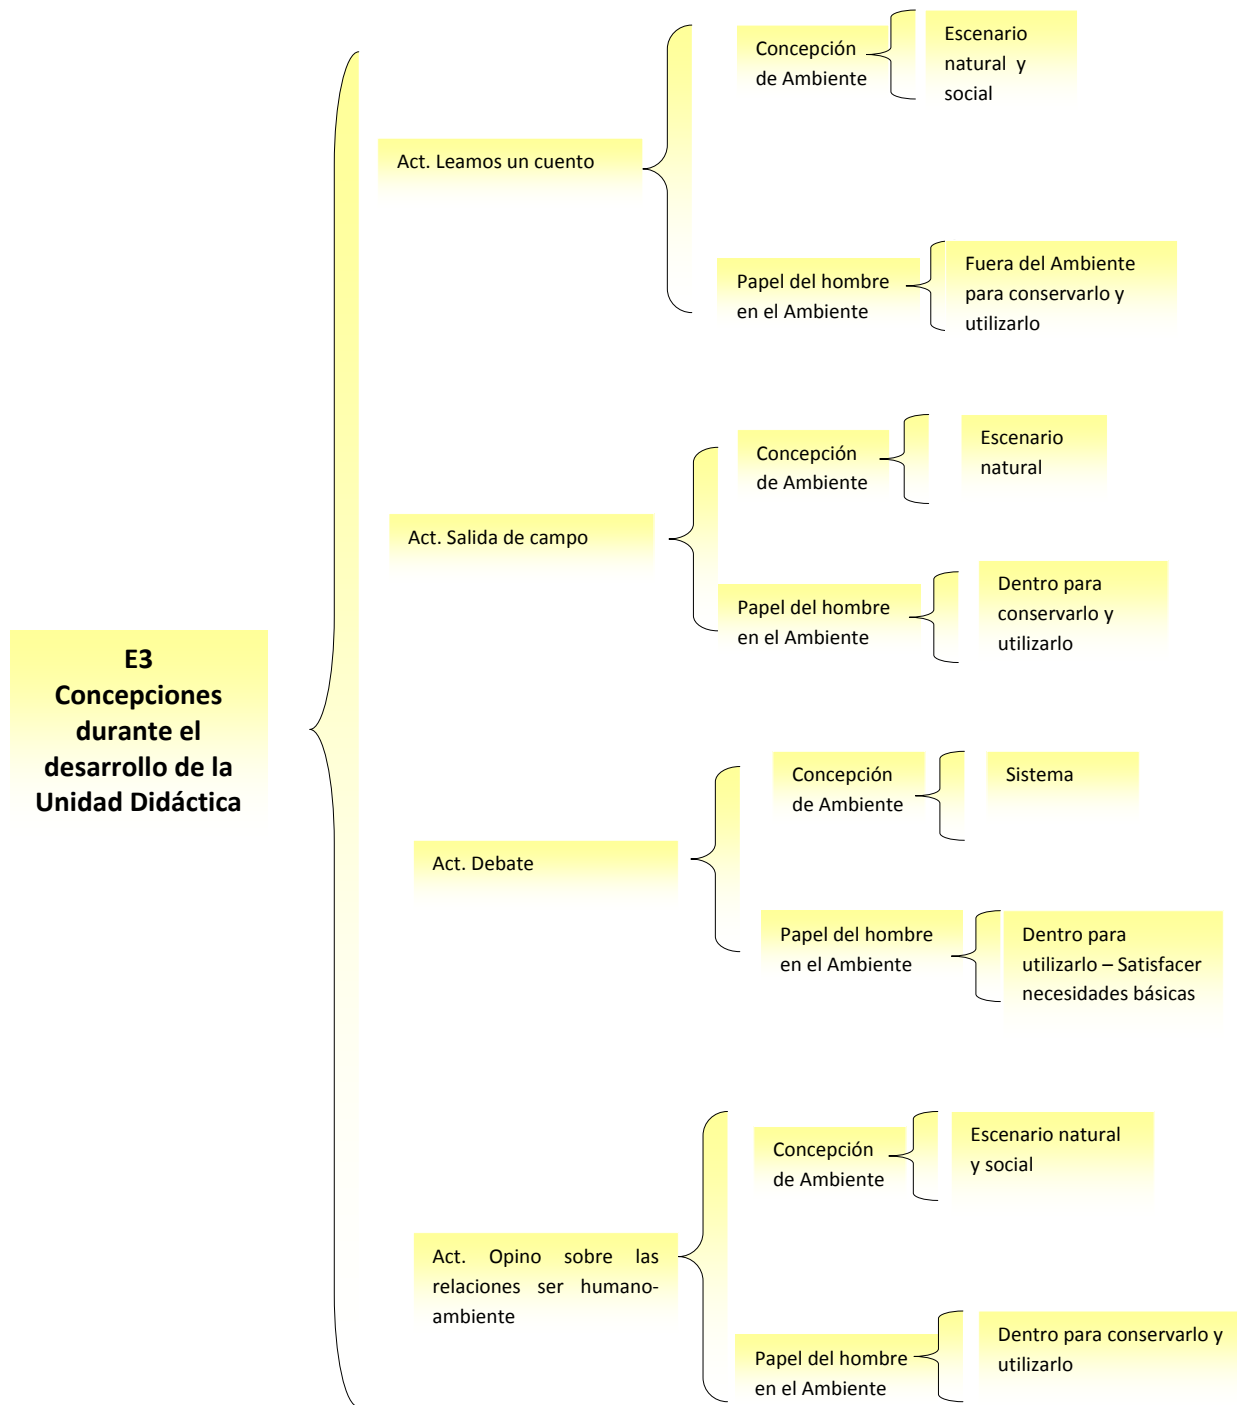 E3
Concepciones
durante el
desarrollo de la
Unidad Didáctica
Act. Leamos un cuento
Concepción
de Ambiente
Escenario
natural y
social
Papel del hombre
en el Ambiente
Fuera del Ambiente
para conservarlo y
utilizarlo
Act. Salida de campo
Concepción
de Ambiente
Escenario
natural
Papel del hombre
en el Ambiente
Dentro para
conservarlo y
utilizarlo
Act. Debate
Concepción
de Ambiente
Sistema
Papel del hombre
en el Ambiente
Dentro para
utilizarlo – Satisfacer
necesidades básicas
Act. Opino sobre las
relaciones ser humano-
ambiente
Concepción
de Ambiente
Escenario natural
y social
Papel del hombre
en el Ambiente
Dentro para conservarlo y
utilizarlo